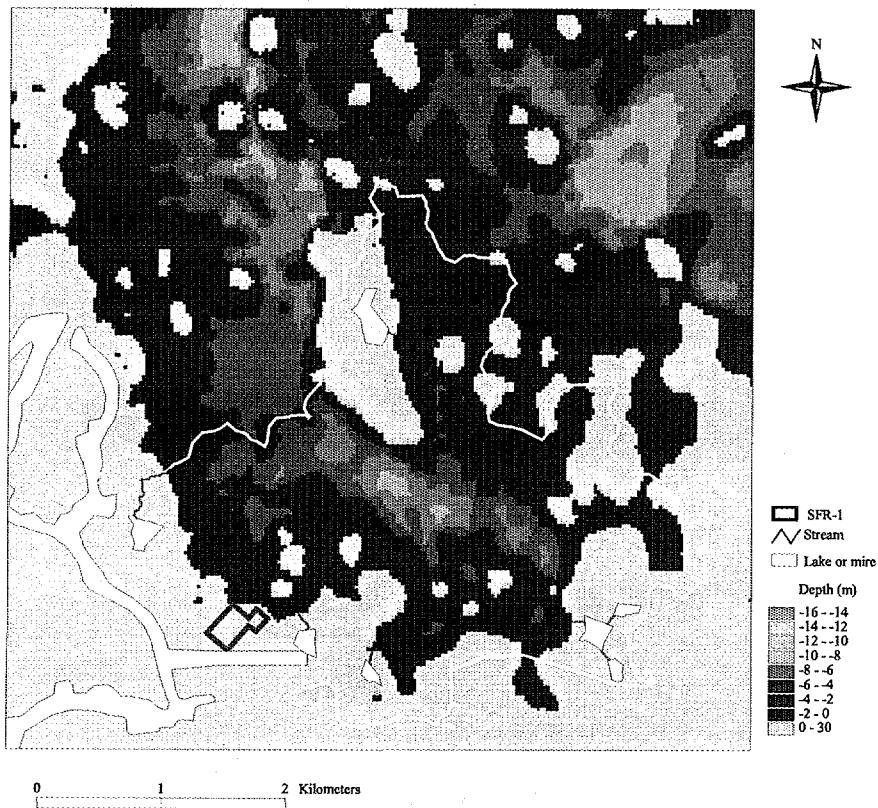 N
SFR-1
Stream
Lake or mire
Depth (m)
-16 - -14
-14 - -12
-12 - -10
-10 - -8
-8 - -6
-6 - -4
-4 - -2
-2 - 0
0 - 30
0 1 2 Kilometers